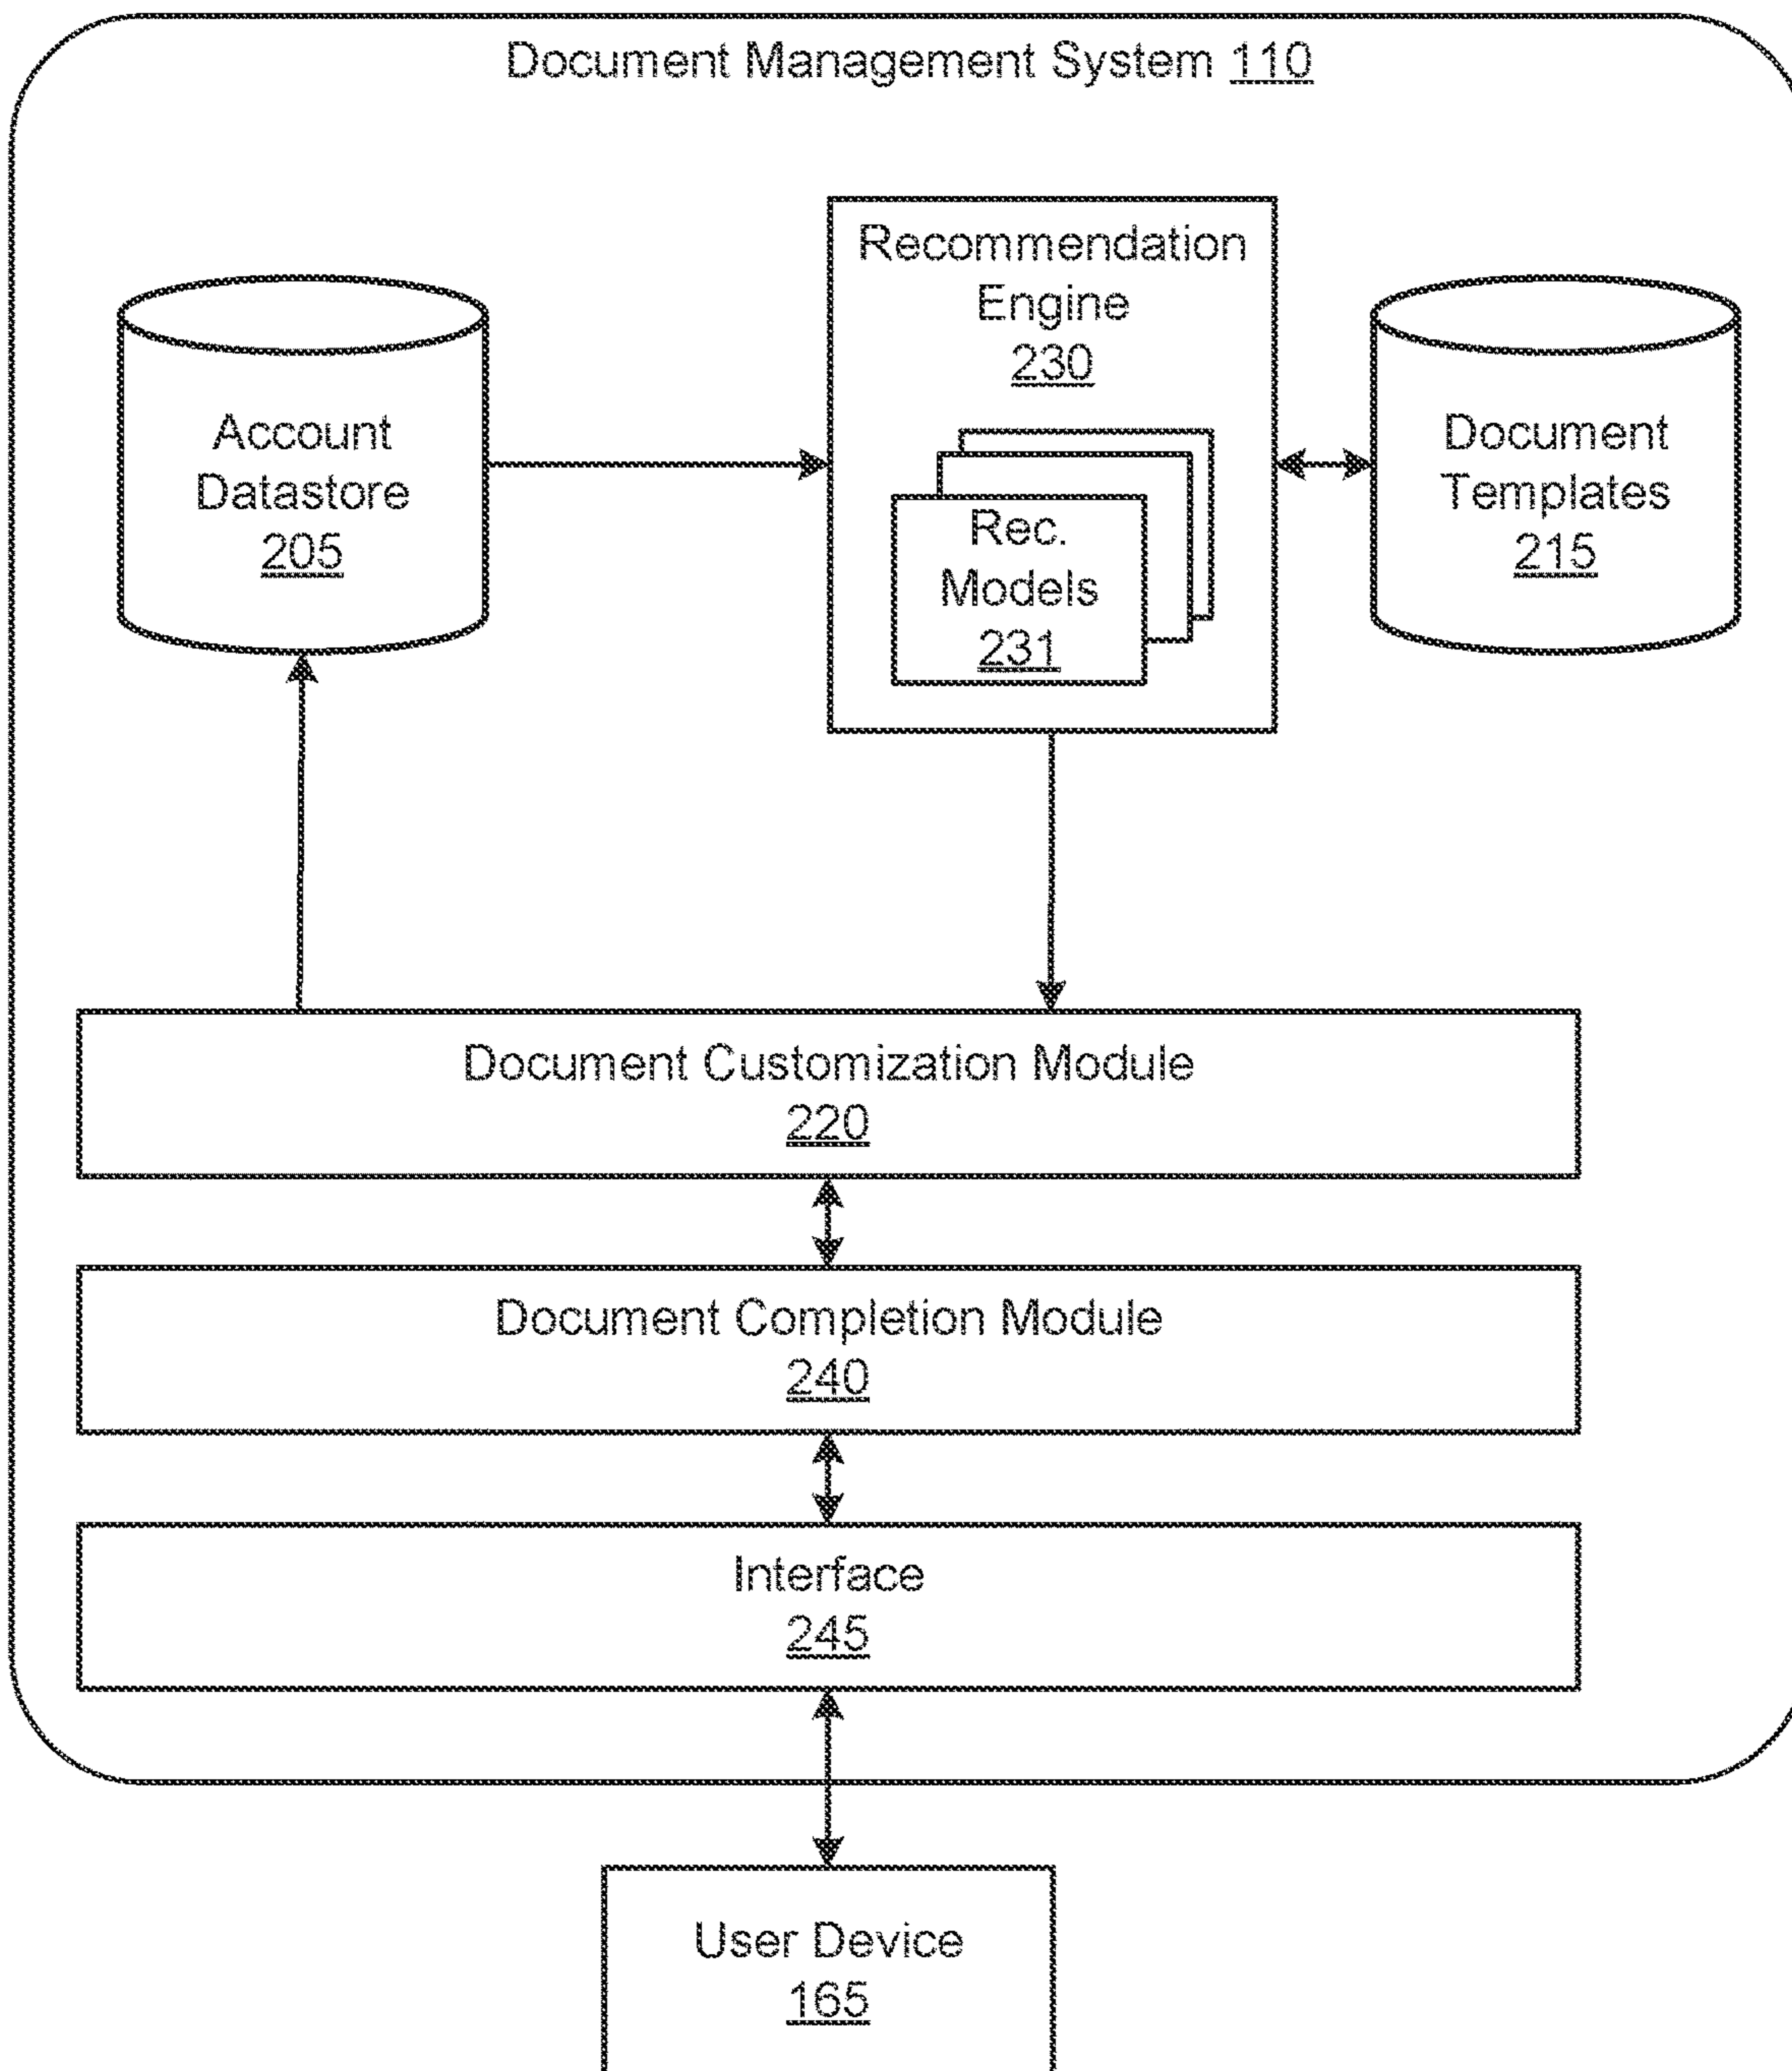 Document Management System 110
Recommendation
Engine
230
Account
Datastore
205
Rec.
Models
231
Document
Templates
215
Document Customization Module
220
Document Completion Module
240
Interface
245
User Device
165